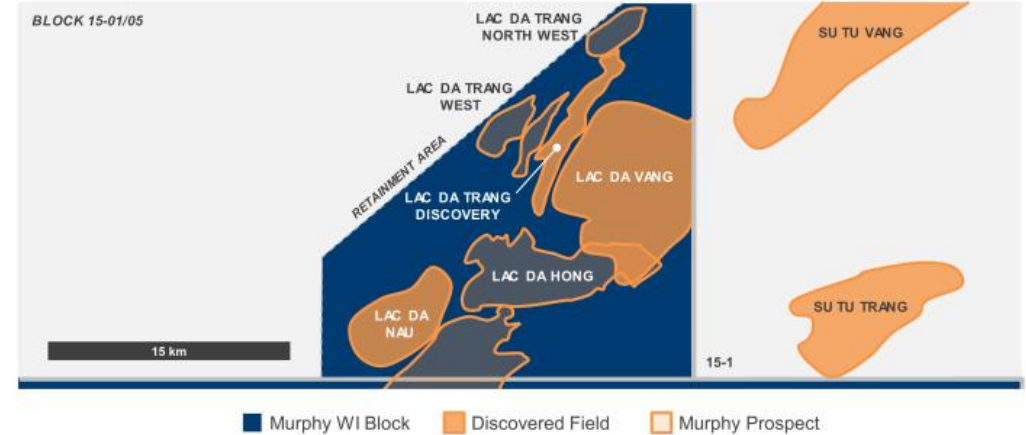 BLOCK 15-01/05
LAC DA TRANG
NORTH WEST
SU TU VANG
LAC DA TRANG
WEST
RETAINMENT AREA
LAC DA VANG
LAC DA TRANG
DISCOVERY
LAC DA HONG
LAC DA
NAU
SU TU TRANG
15 km
15-1
Murphy WI Block
Discovered Field
Murphy Prospect